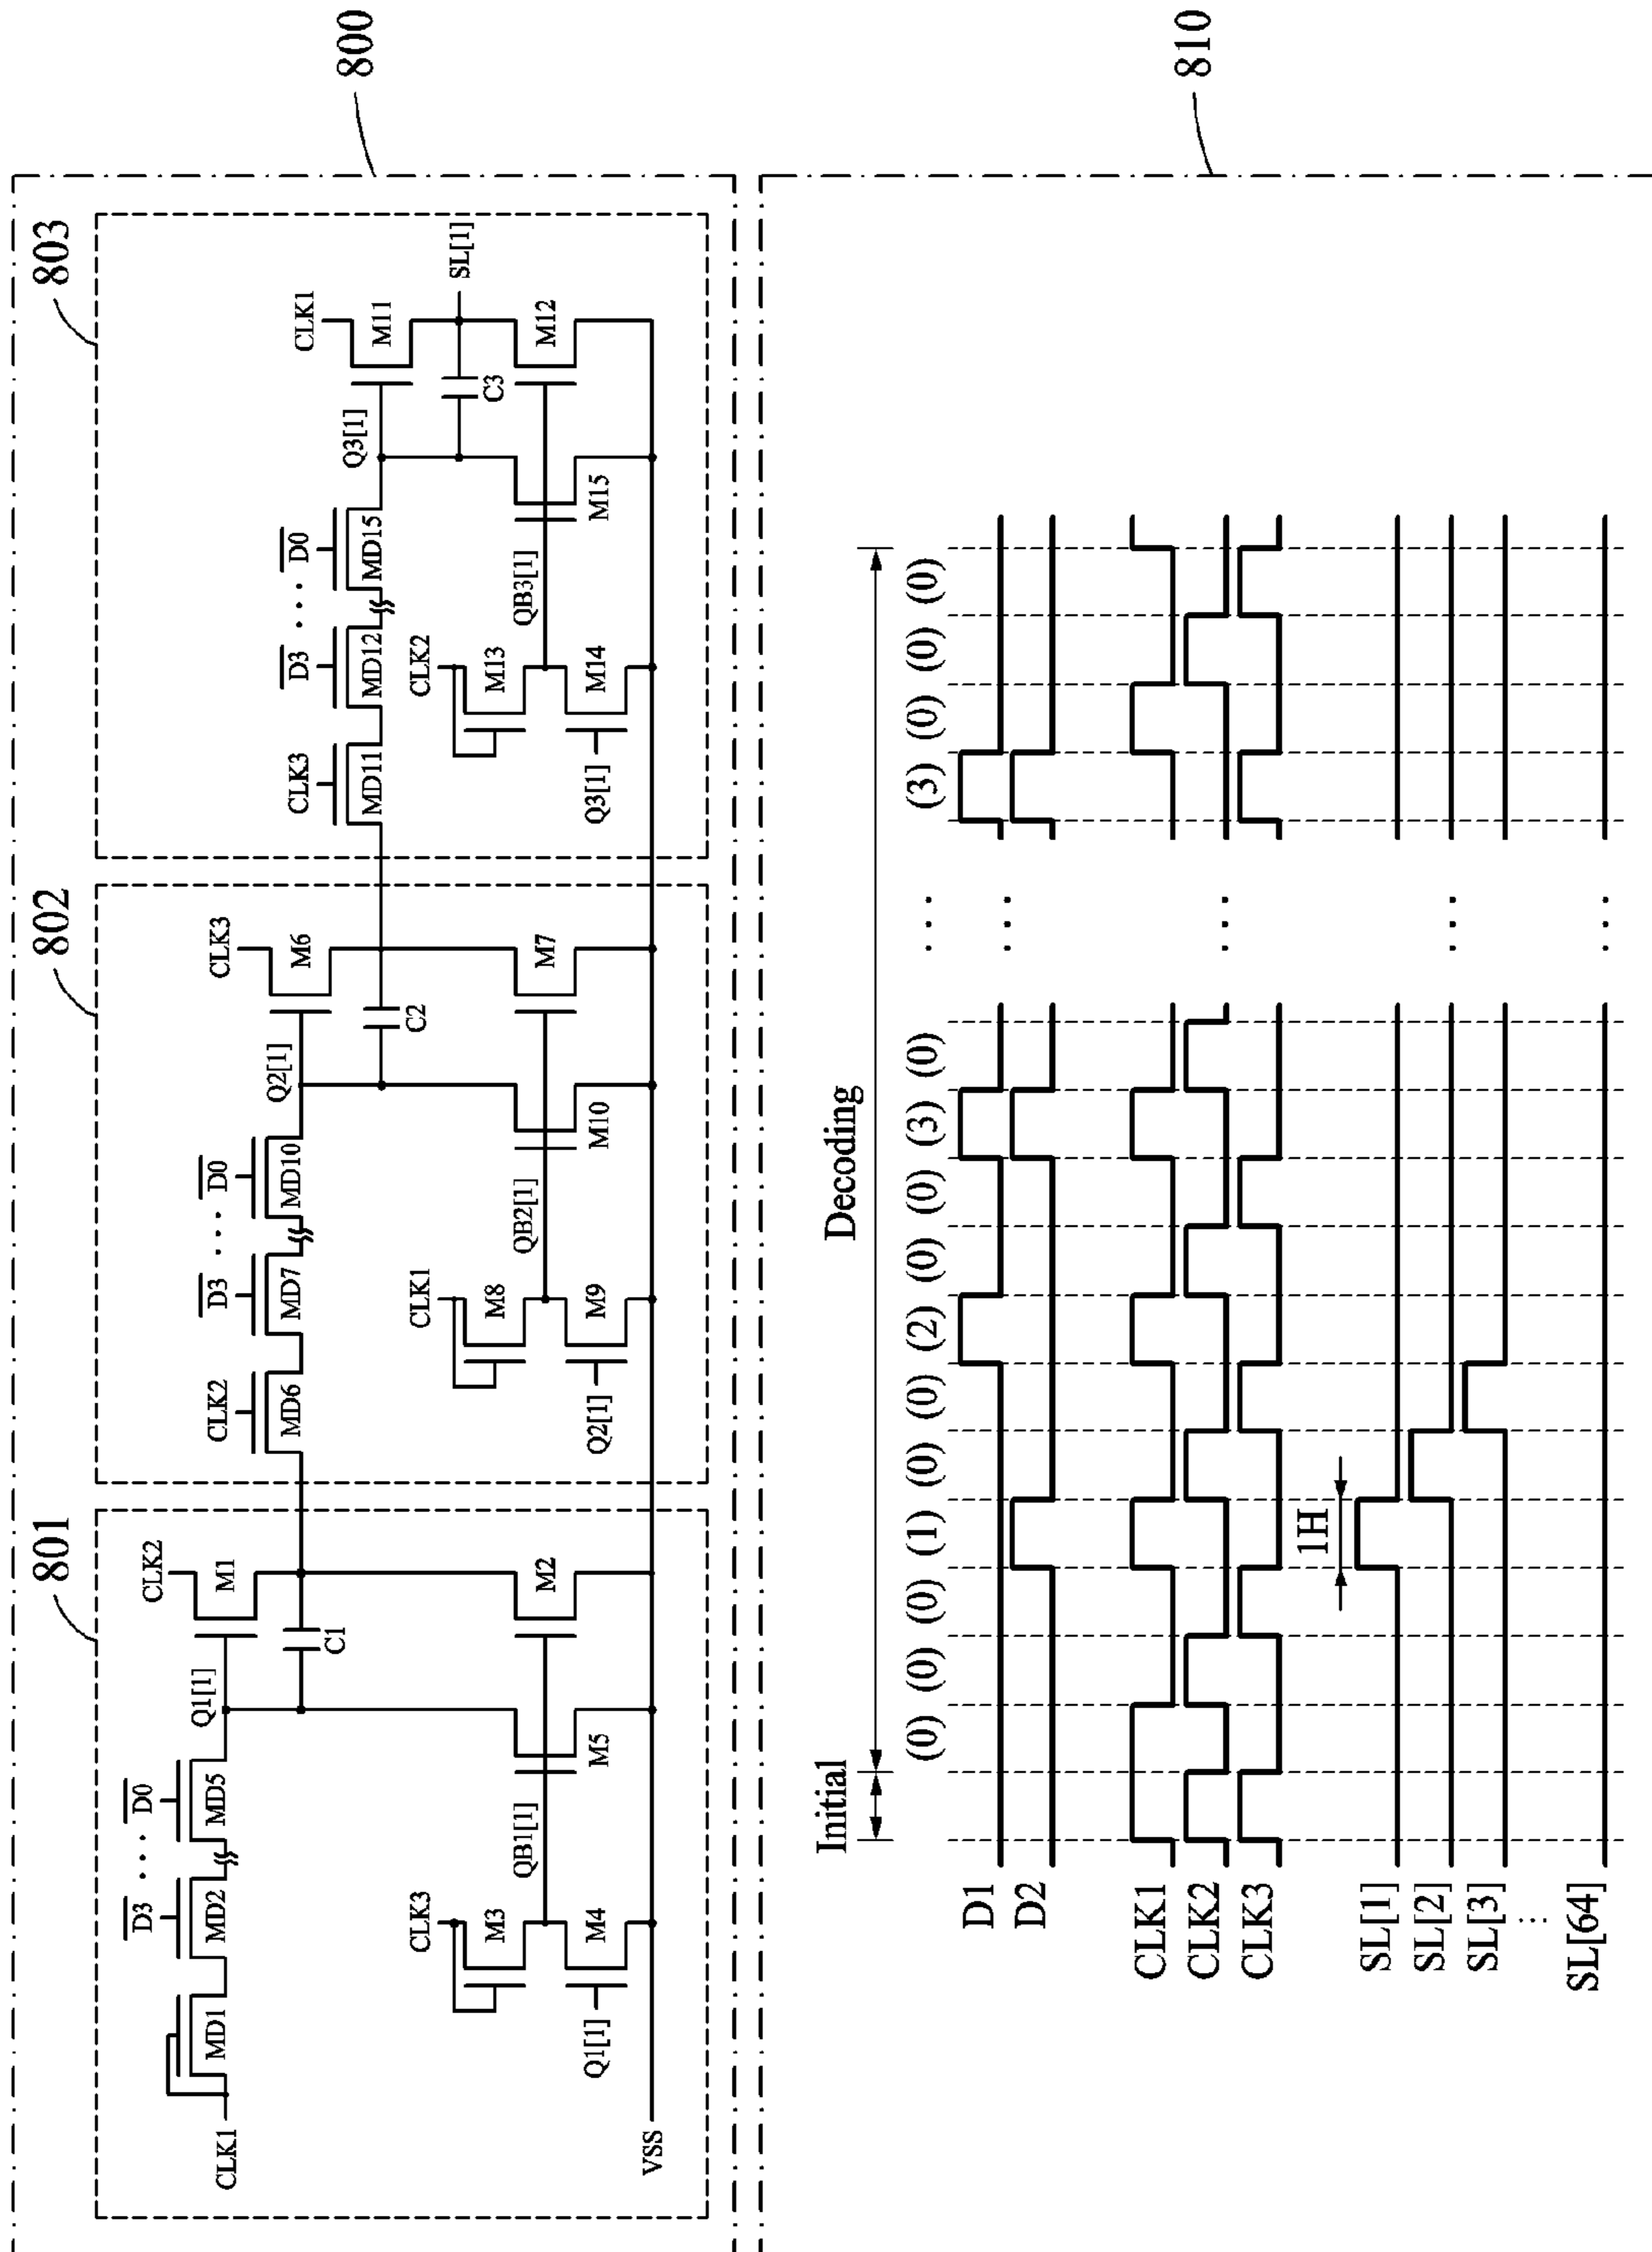 800
801
802
803
CLK1
MD1
D3
MD2
...
D0
MD5
Q1[1]
CLK2
M1
C1
CLK3
M3
M4
Q1[1]
QB1[1]
M5
M2
VSS
CLK2
MD6
D3
MD7
...
D0
MD10
Q2[1]
CLK3
M6
C2
CLK1
M8
M9
Q2[1]
QB2[1]
M10
M7
CLK3
MD11
D3
MD12
...
D0
MD15
Q3[1]
CLK1
M11
SL[1]
C3
CLK2
M13
M14
Q3[1]
QB3[1]
M15
M12
810
Initial
Decoding
(0) (0) (0) (1) (0) (0) (2) (0) (0) (3) (0) ... (3) (0) (0) (0)
D1
D2
...
CLK1
CLK2
...
CLK3
1H
SL[1]
SL[2]
...
SL[3]
...
SL[64]
...